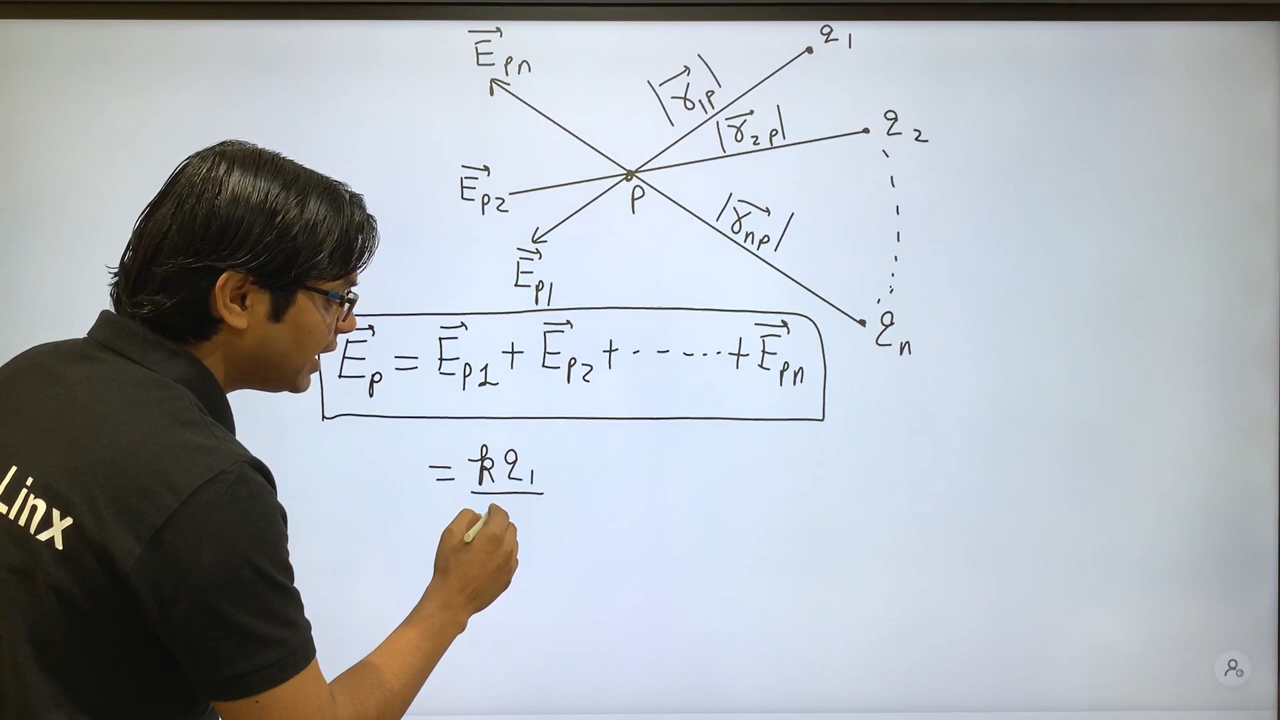 E⃗pn
q1
|r⃗1p|
|r⃗2p|
q2
E⃗p2
P
|r⃗np|
E⃗p1
qn
E⃗p = E⃗p1 + E⃗p2 + ------- + E⃗pn
= kq1
Linx